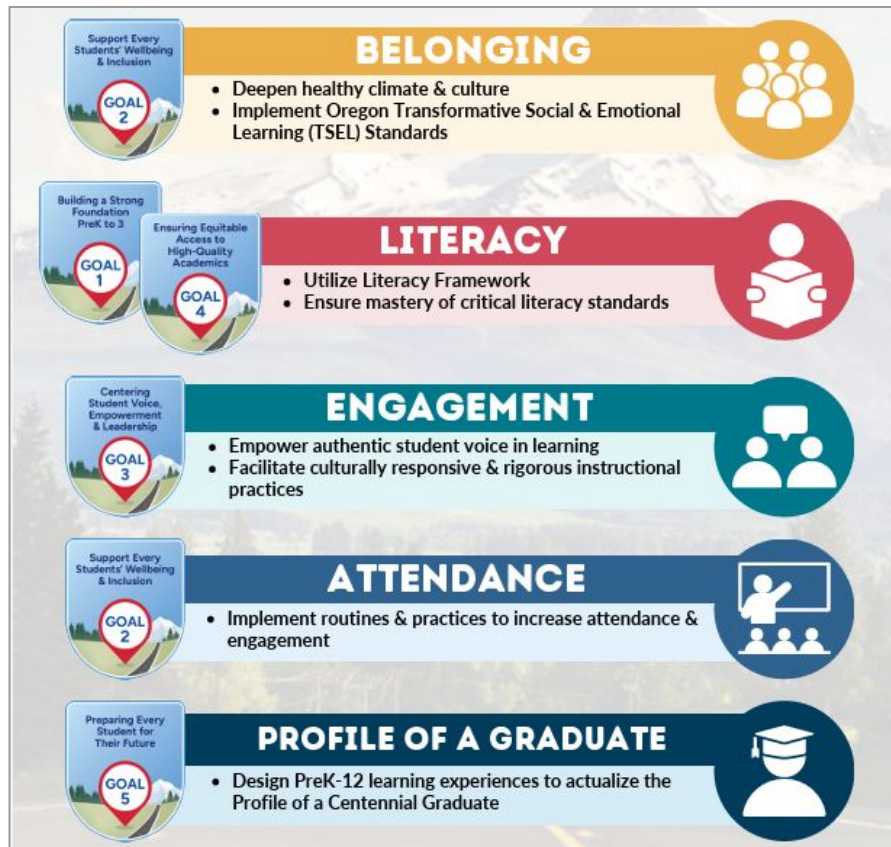 Support Every
Students' Wellbeing
& Inclusion
GOAL
2
BELONGING
• Deepen healthy climate & culture
• Implement Oregon Transformative Social & Emotional
Learning (TSEL) Standards
Building a Strong
Foundation
PreK to 3
GOAL
1
Ensuring Equitable
Access to
High-Quality
Academics
GOAL
4
LITERACY
• Utilize Literacy Framework
• Ensure mastery of critical literacy standards
Centering
Student Voice,
Empowerment
& Leadership
GOAL
3
ENGAGEMENT
• Empower authentic student voice in learning
• Facilitate culturally responsive & rigorous instructional
practices
Support Every
Students' Wellbeing
& Inclusion
GOAL
2
ATTENDANCE
• Implement routines & practices to increase attendance &
engagement
Preparing Every
Student for
Their Future
GOAL
5
PROFILE OF A GRADUATE
• Design PreK-12 learning experiences to actualize the
Profile of a Centennial Graduate